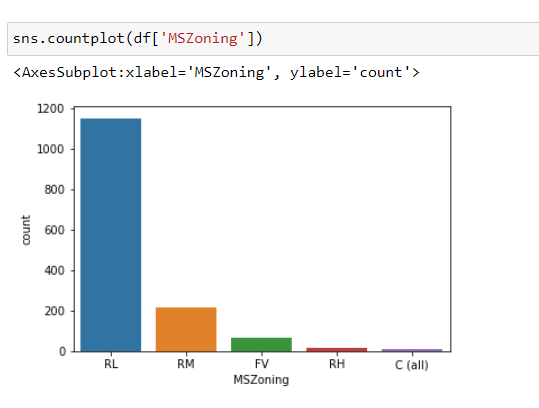 sns.countplot(df['MSZoning'])
<AxesSubplot:xlabel='MSZoning', ylabel='count'>
1200
1000
800
600
400
200
0
count
RL RM FV RH C (all)
MSZoning